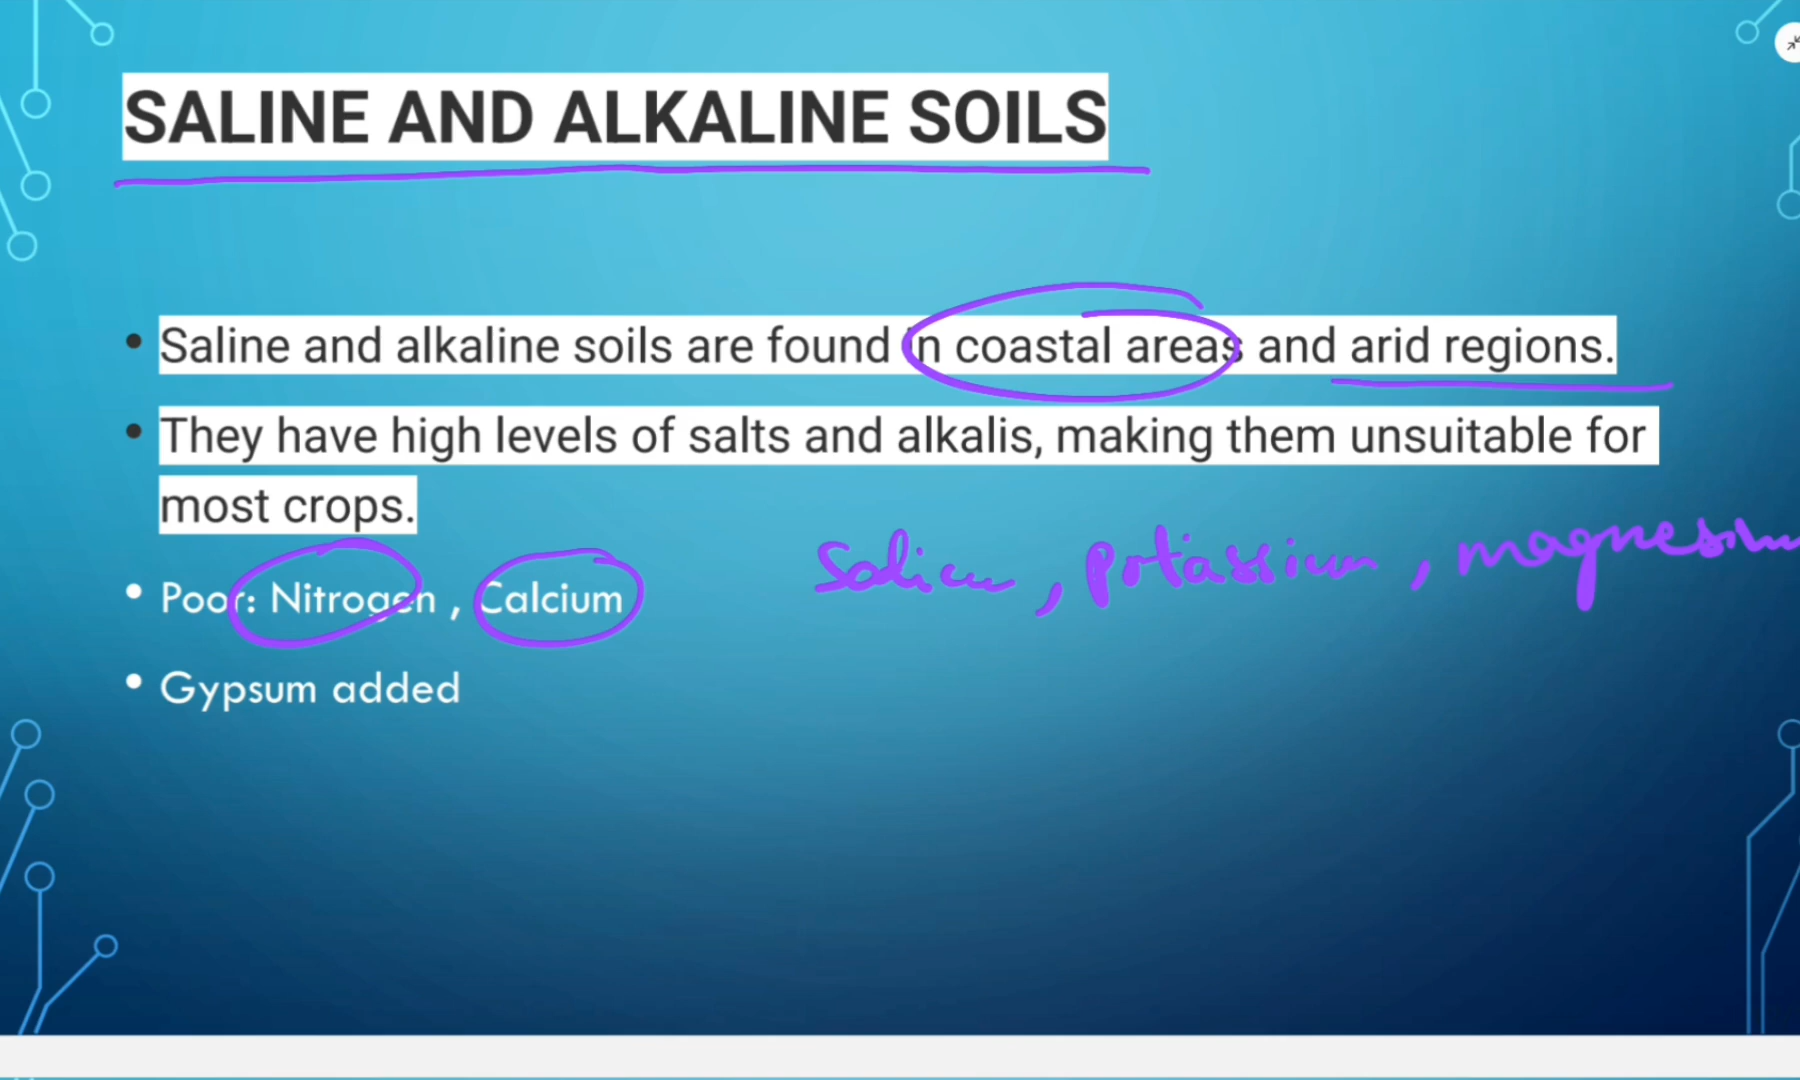 SALINE AND ALKALINE SOILS
• Saline and alkaline soils are found in coastal areas and arid regions.
• They have high levels of salts and alkalis, making them unsuitable for
most crops.
sodium, potassium, magnesium
• Poor: Nitrogen , Calcium
• Gypsum added